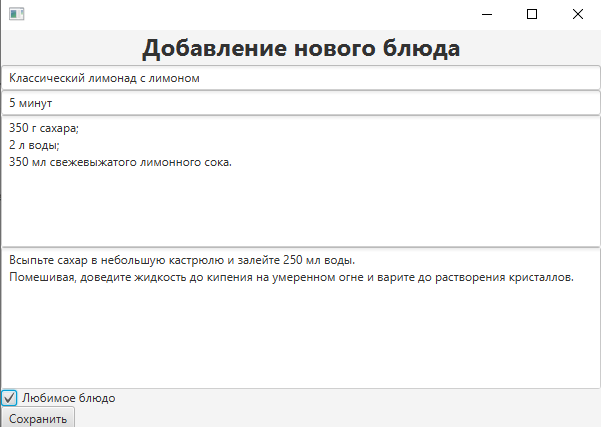 Добавление нового блюда
Классический лимонад с лимоном
5 минут
350 г сахара;
2 л воды;
350 мл свежевыжатого лимонного сока.
Всыпьте сахар в небольшую кастрюлю и залейте 250 мл воды.
Помешивая, доведите жидкость до кипения на умеренном огне и варите до растворения кристаллов.
Любимое блюдо
Сохранить